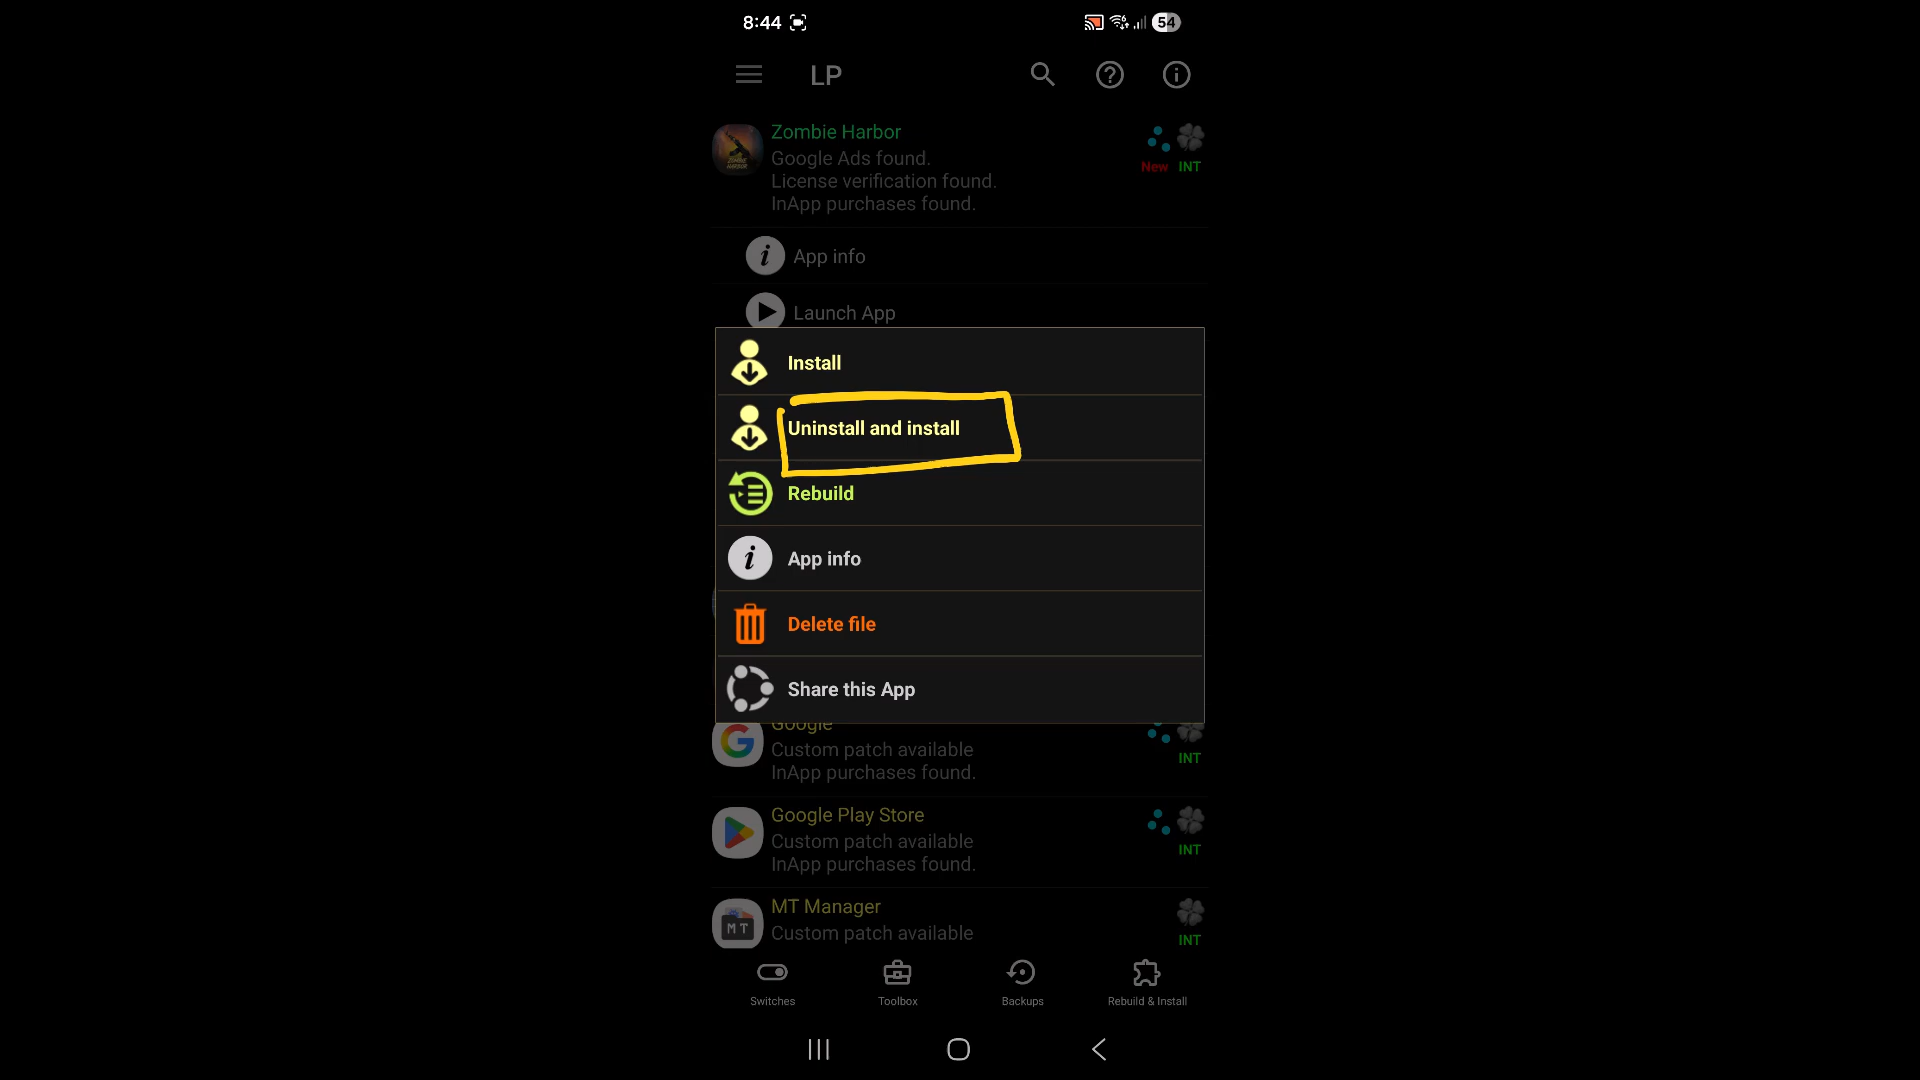 8:44
54
LP
Zombie Harbor
Google Ads found.
License verification found.
InApp purchases found.
New INT
App info
Launch App
Install
Uninstall and install
Rebuild
App info
Delete file
Share this App
Google
Custom patch available
InApp purchases found.
INT
Google Play Store
Custom patch available
InApp purchases found.
INT
MT Manager
Custom patch available
INT
MT
Switches
Toolbox
Backups
Rebuild & Install